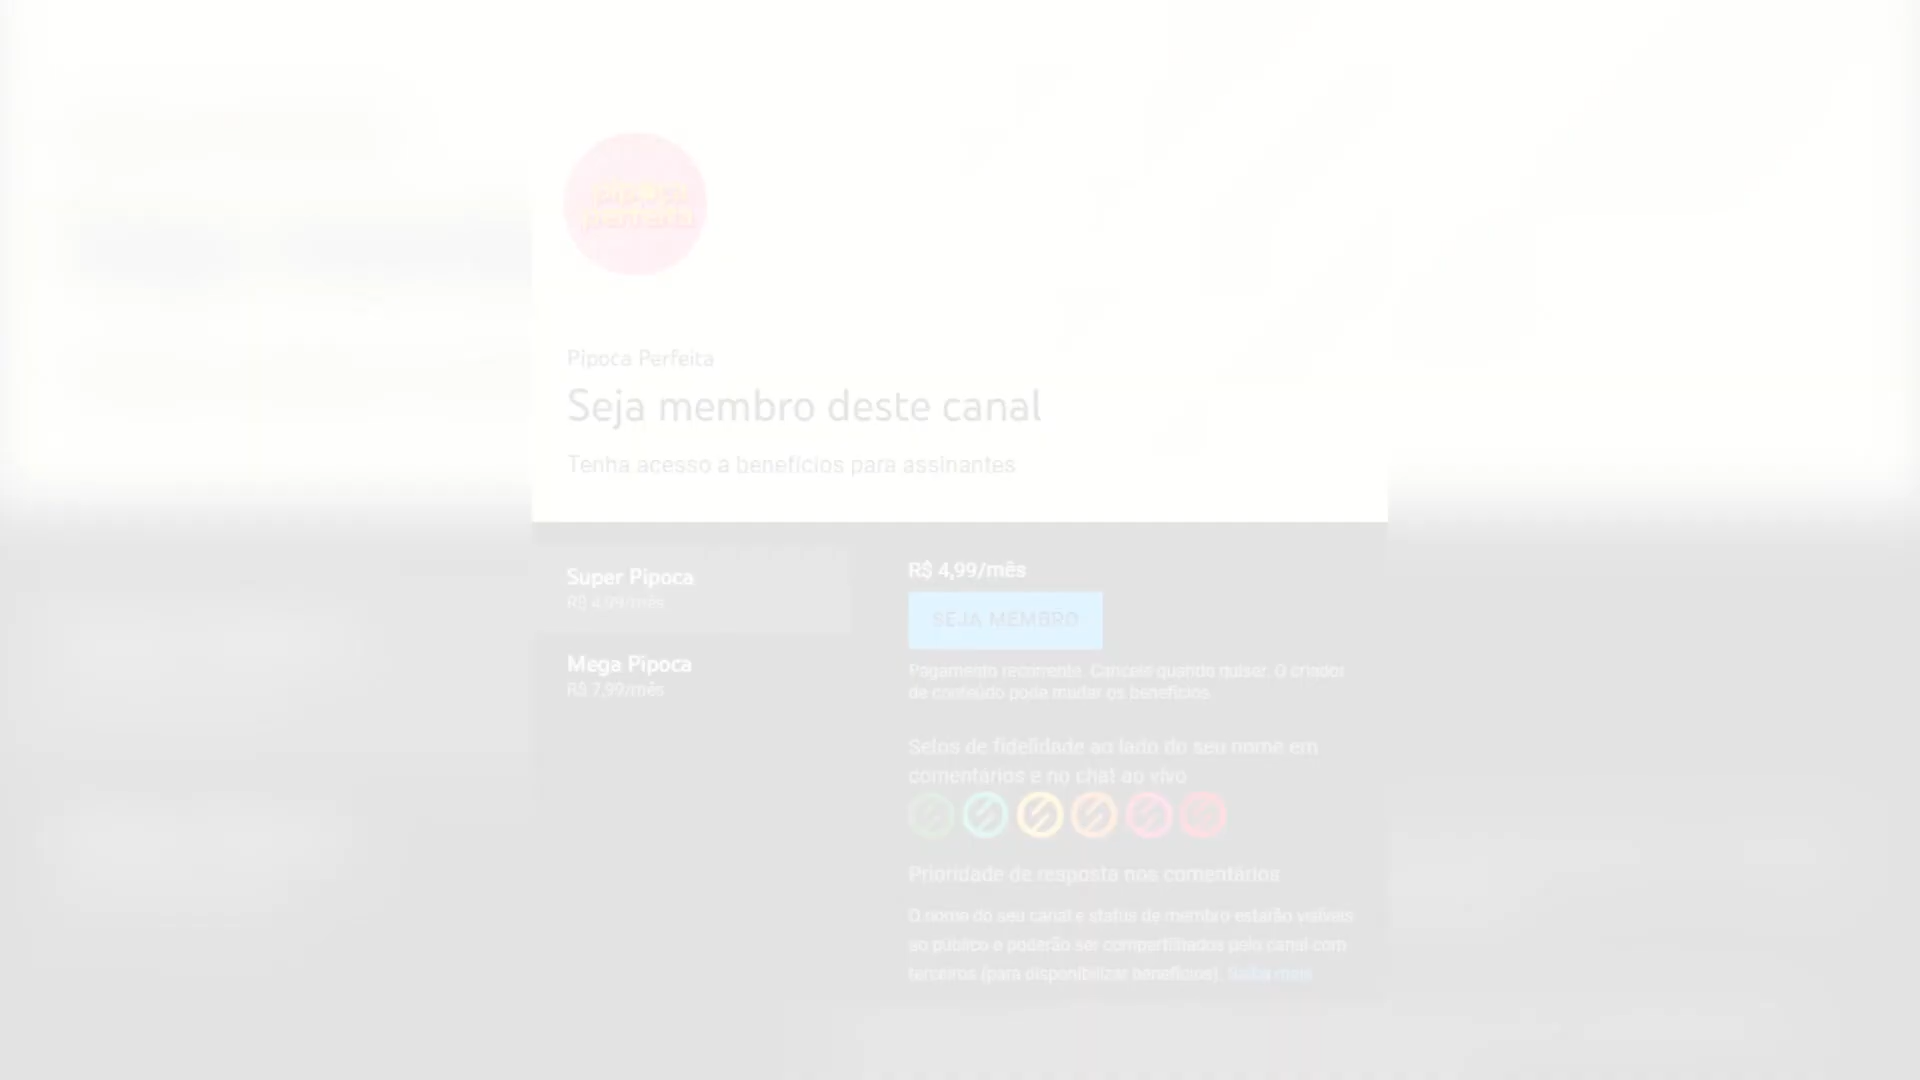 pipoca
perfeita
Pipoca Perfeita
Seja membro deste canal
Tenha acesso a benefícios para assinantes
Super Pipoca
R$ 4,99/mês
Mega Pipoca
R$ 7,99/mês
R$ 4,99/mês
SEJA MEMBRO
Pagamento recorrente. Cancele quando quiser. O criador
de conteúdo pode mudar os benefícios.
Selos de fidelidade ao lado do seu nome em
comentários e no chat ao vivo
Prioridade de resposta nos comentários
O nome do seu canal e status de membro estarão visíveis
ao público e poderão ser compartilhados pelo canal com
terceiros (para disponibilizar benefícios). Saiba mais